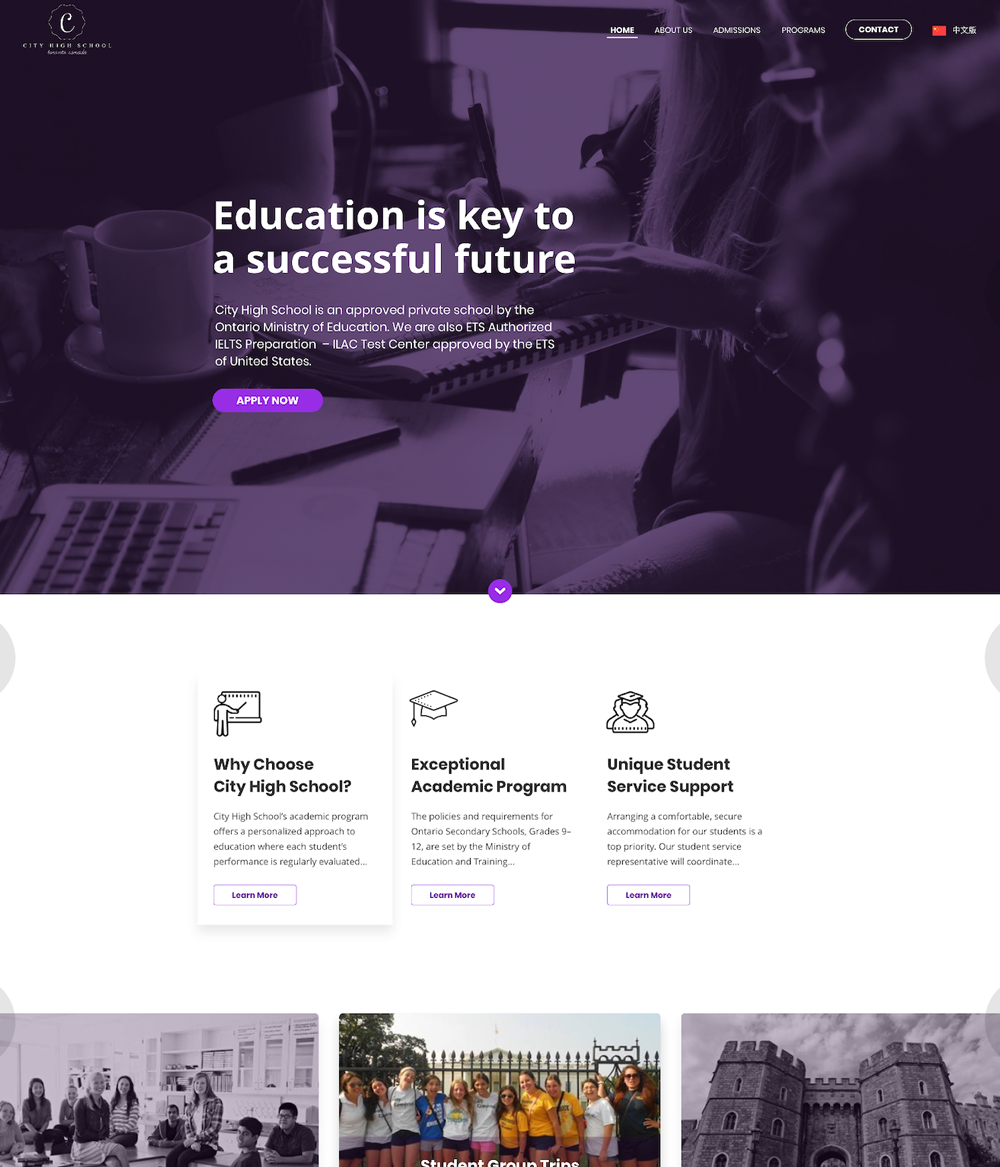 C
CITY HIGH SCHOOL
toronto canada
HOME
ABOUT US
ADMISSIONS
PROGRAMS
CONTACT
中文版
Education is key to
a successful future
City High School is an approved private school by the
Ontario Ministry of Education. We are also ETS Authorized
IELTS Preparation – ILAC Test Center approved by the ETS
of United States.
APPLY NOW
Why Choose
City High School?
City High School's academic program
offers a personalized approach to
education where each student's
performance is regularly evaluated...
Learn More
Exceptional
Academic Program
The policies and requirements for
Ontario Secondary Schools, Grades 9–
12, are set by the Ministry of
Education and Training...
Learn More
Unique Student
Service Support
Arranging a comfortable, secure
accommodation for our students is a
top priority. Our student service
representative will coordinate...
Learn More
Student Group Trips